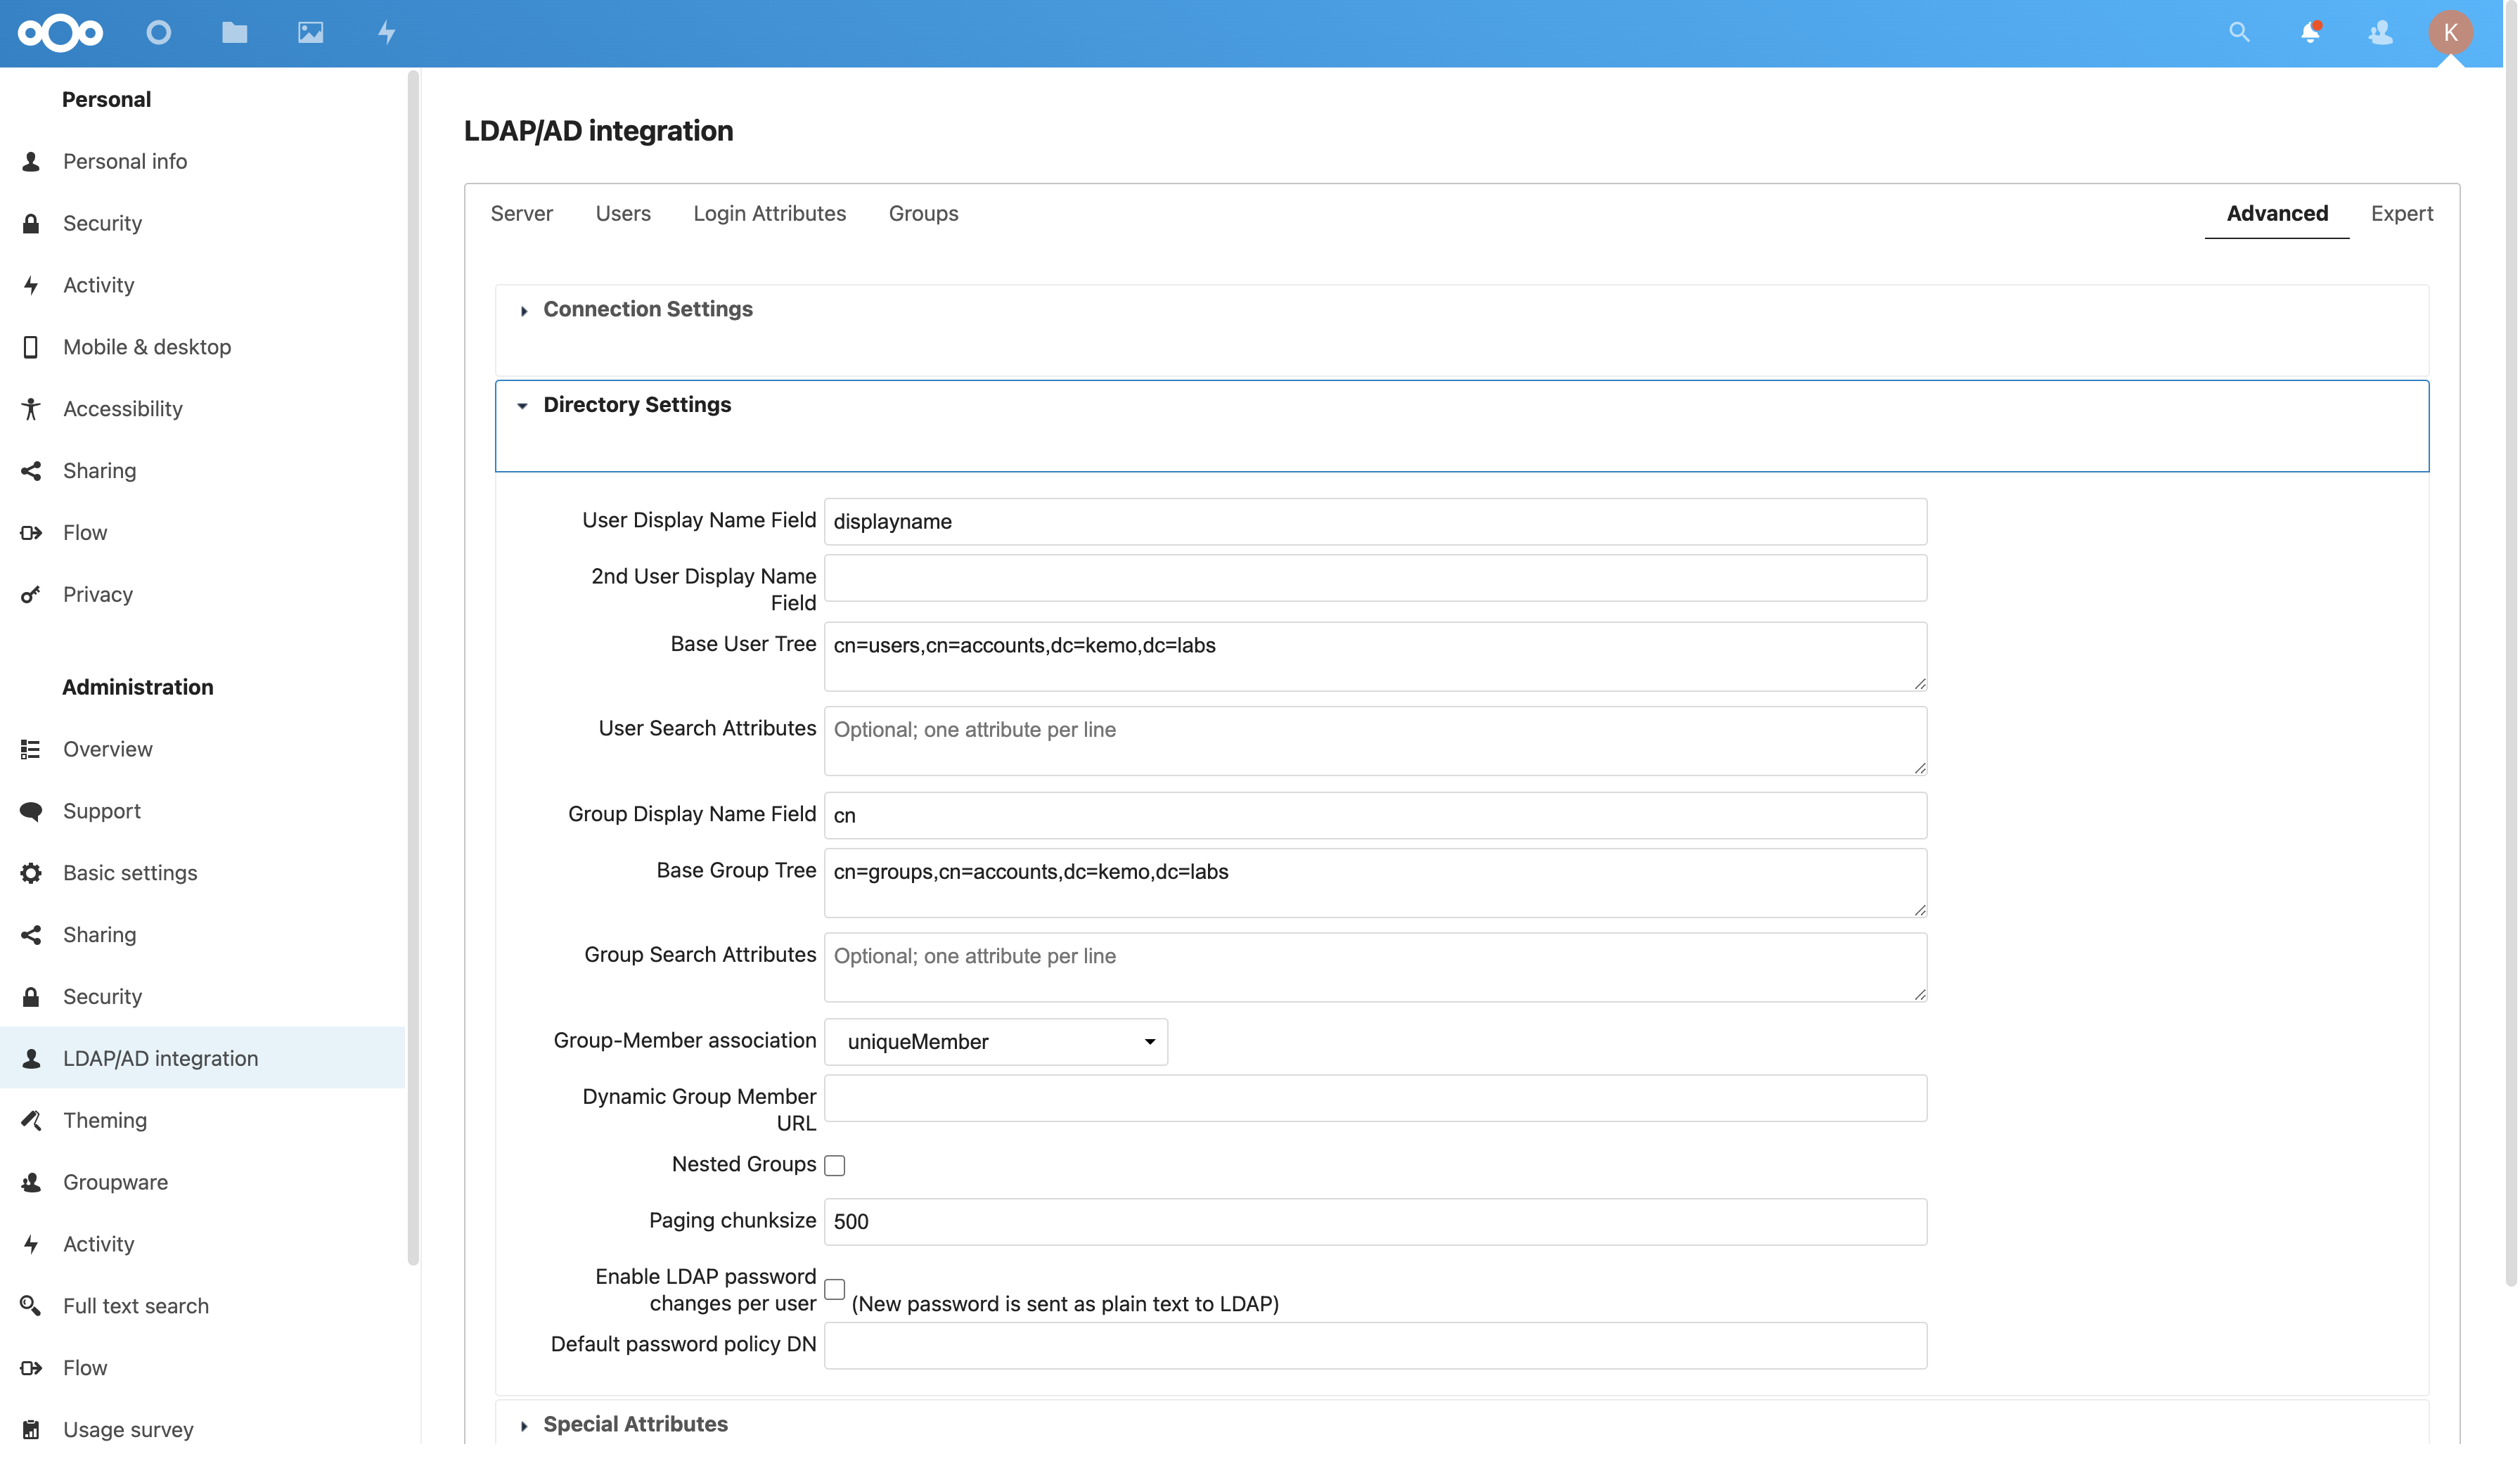 K
Personal
Personal info
Security
Activity
Mobile & desktop
Accessibility
Sharing
Flow
Privacy
Administration
Overview
Support
Basic settings
Sharing
Security
LDAP/AD integration
Theming
Groupware
Activity
Full text search
Flow
Usage survey
LDAP/AD integration
Server Users Login Attributes Groups Advanced Expert
Connection Settings
Directory Settings
User Display Name Field displayname
2nd User Display Name
Field
Base User Tree cn=users,cn=accounts,dc=kemo,dc=labs
User Search Attributes Optional; one attribute per line
Group Display Name Field cn
Base Group Tree cn=groups,cn=accounts,dc=kemo,dc=labs
Group Search Attributes Optional; one attribute per line
Group-Member association uniqueMember
Dynamic Group Member
URL
Nested Groups
Paging chunksize 500
Enable LDAP password
changes per user (New password is sent as plain text to LDAP)
Default password policy DN
Special Attributes